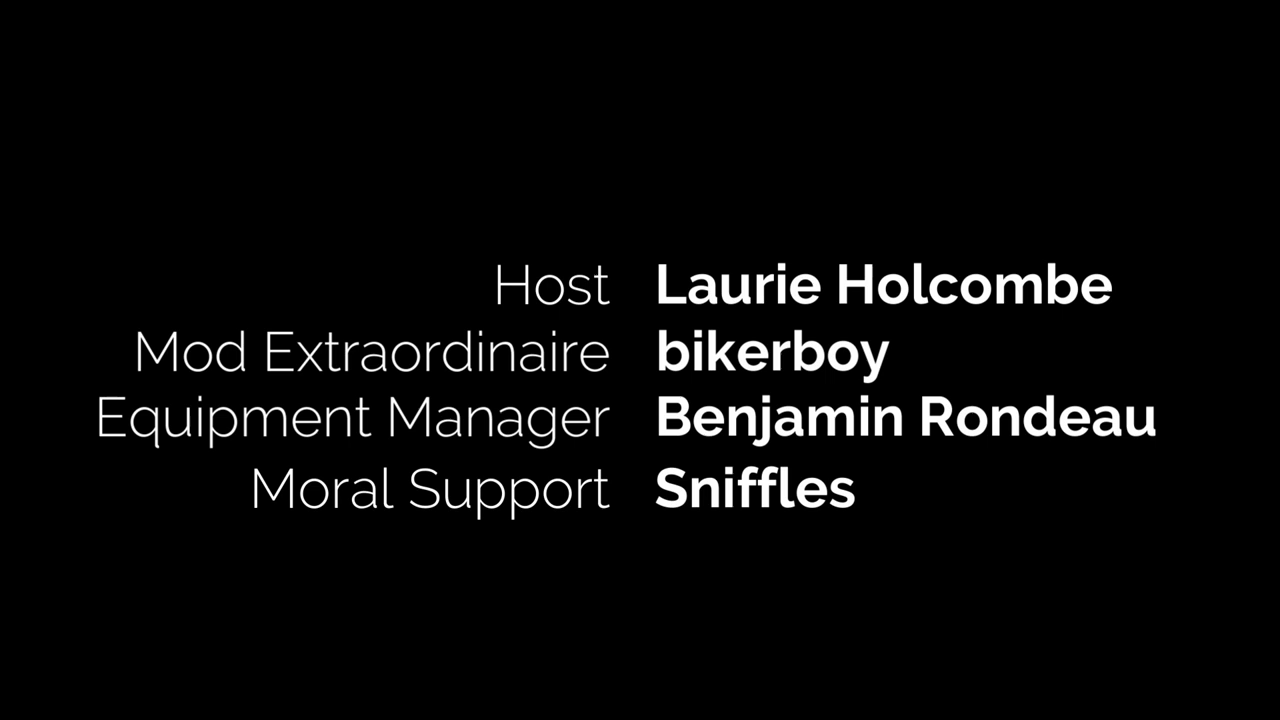 Host Laurie Holcombe
Mod Extraordinaire bikerboy
Equipment Manager Benjamin Rondeau
Moral Support Sniffles